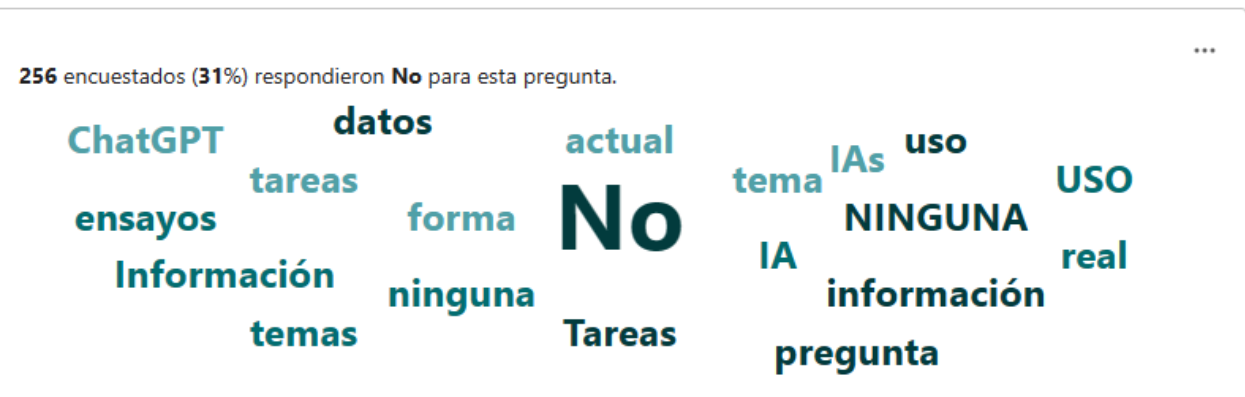 ...
256 encuestados (31%) respondieron No para esta pregunta.
datos
ChatGPT
actual
uso
IAs
tareas
tema
USO
ensayos
forma
No
NINGUNA
IA
real
Información
ninguna
información
temas
Tareas
pregunta